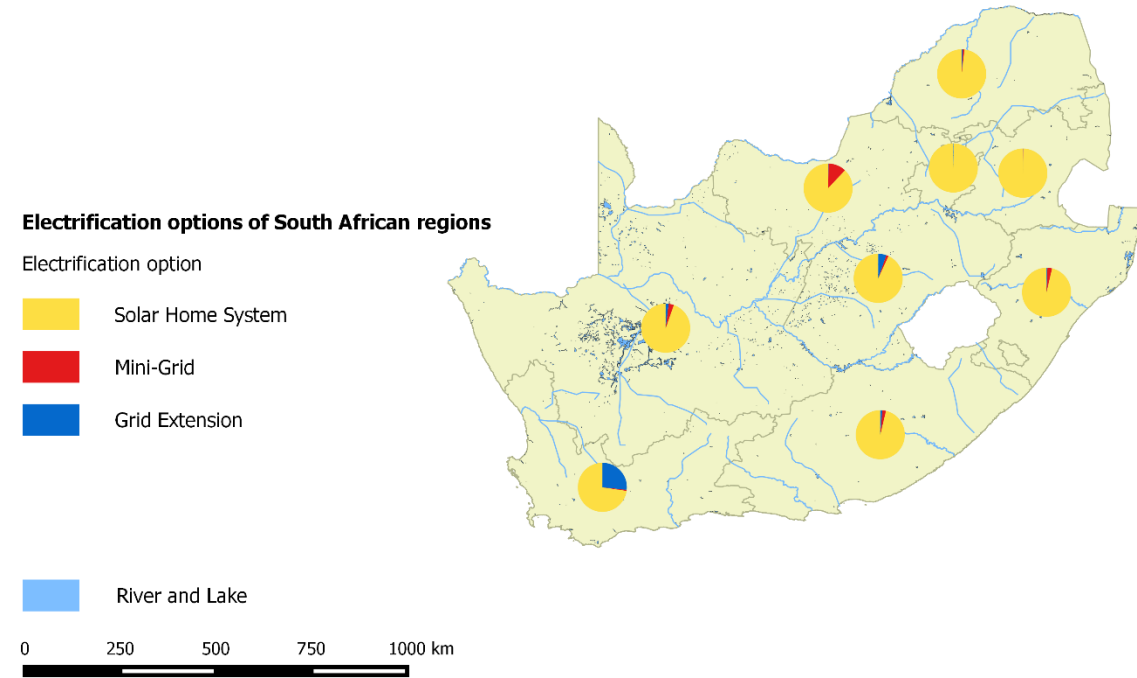 Electrification options of South African regions
Electrification option
Solar Home System
Mini-Grid
Grid Extension
River and Lake
0 250 500 750 1000 km